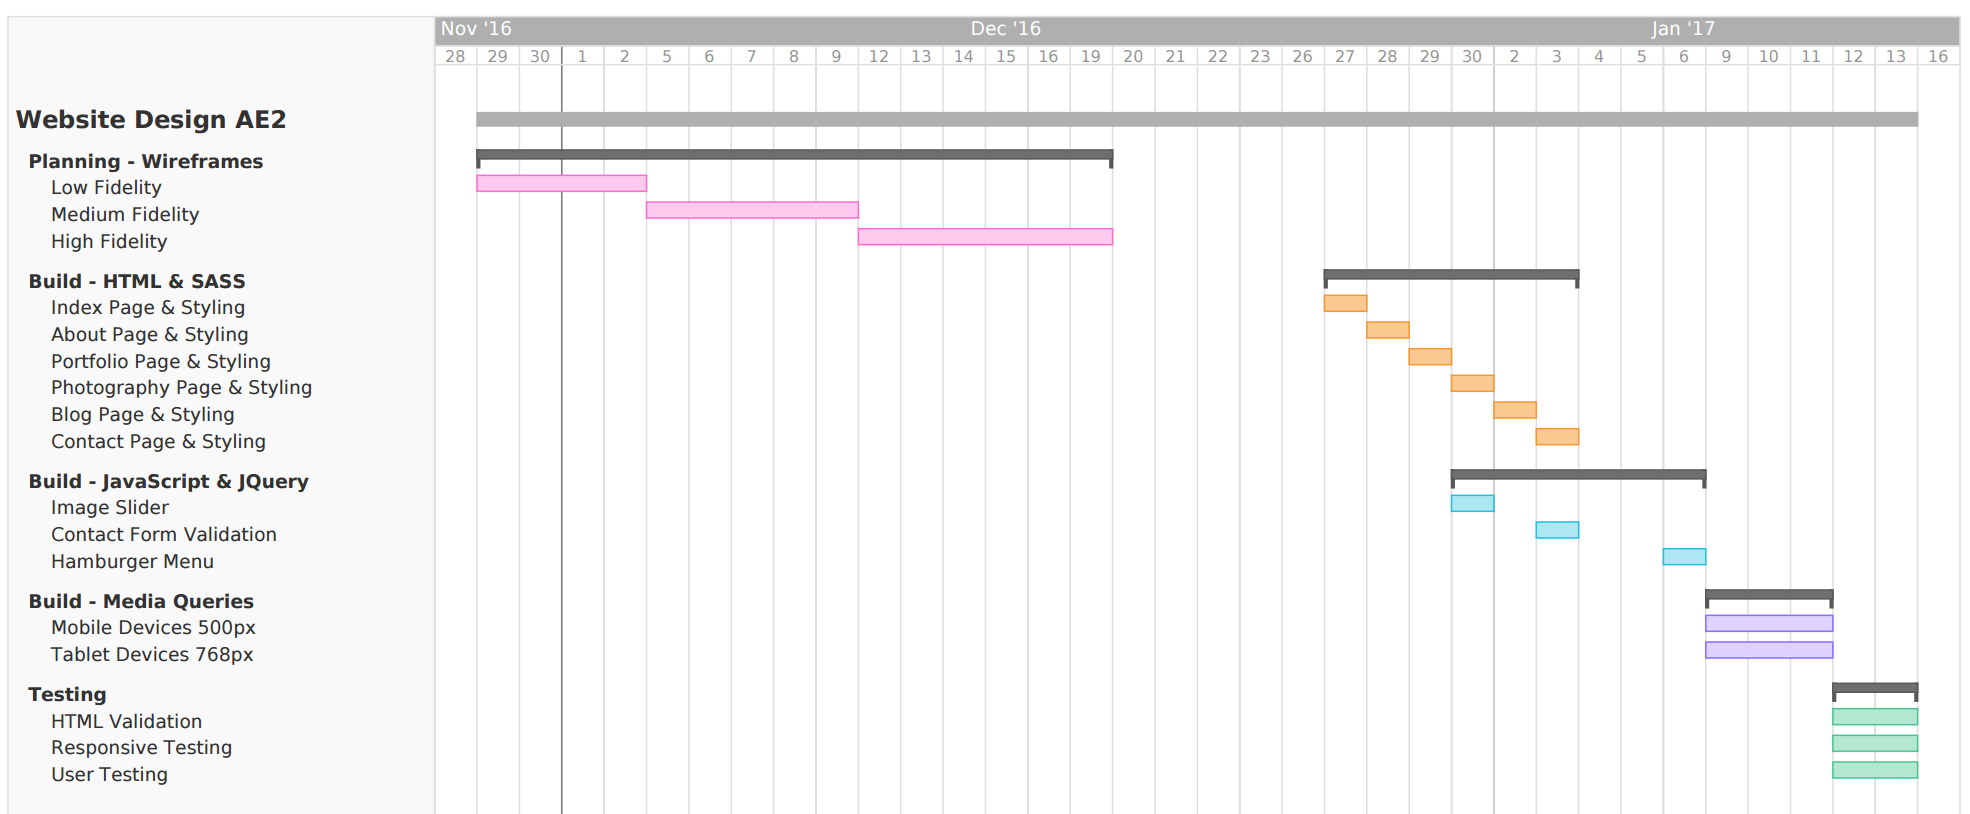 Nov '16 Dec '16 Jan '17
28 29 30 1 2 5 6 7 8 9 12 13 14 15 16 19 20 21 22 23 26 27 28 29 30 2 3 4 5 6 9 10 11 12 13 16
Website Design AE2
Planning - Wireframes
Low Fidelity
Medium Fidelity
High Fidelity
Build - HTML & SASS
Index Page & Styling
About Page & Styling
Portfolio Page & Styling
Photography Page & Styling
Blog Page & Styling
Contact Page & Styling
Build - JavaScript & JQuery
Image Slider
Contact Form Validation
Hamburger Menu
Build - Media Queries
Mobile Devices 500px
Tablet Devices 768px
Testing
HTML Validation
Responsive Testing
User Testing